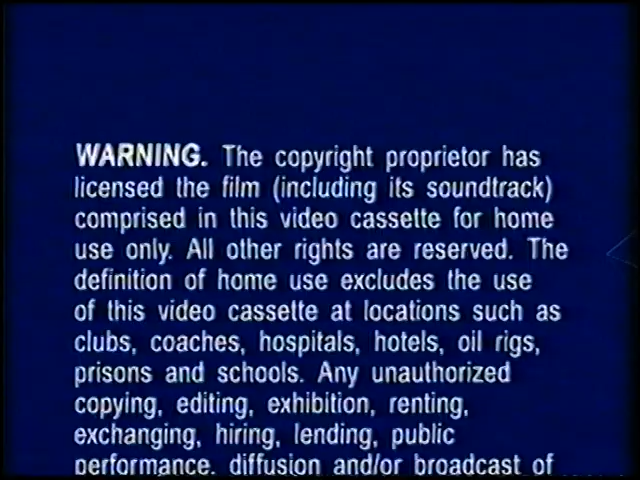 WARNING. The copyright proprietor has
licensed the film (including its soundtrack)
comprised in this video cassette for home
use only. All other rights are reserved. The
definition of home use excludes the use
of this video cassette at locations such as
clubs, coaches, hospitals, hotels, oil rigs,
prisons and schools. Any unauthorized
copying, editing, exhibition, renting,
exchanging, hiring, lending, public
performance, diffusion and/or broadcast of